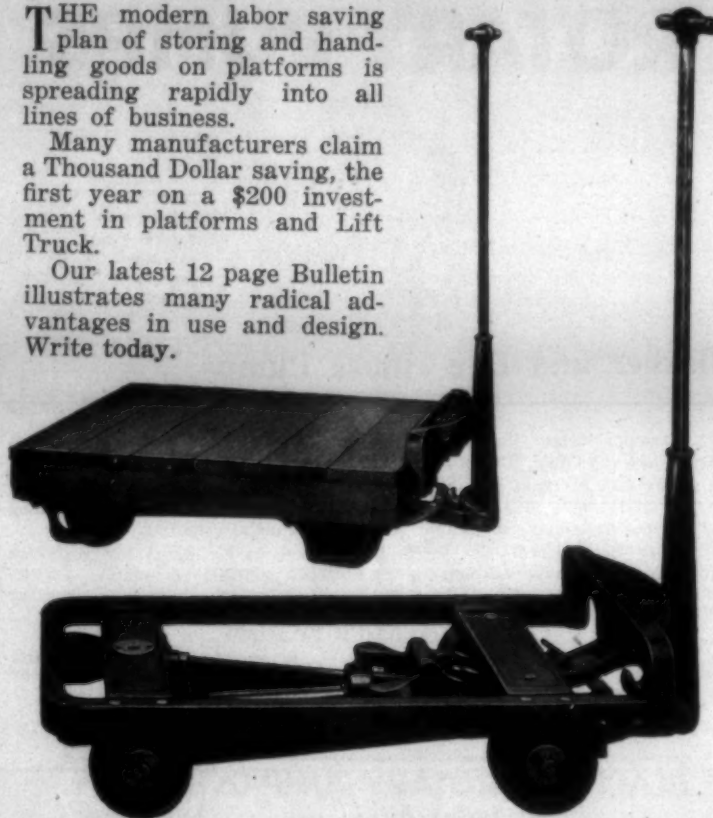 THE modern labor saving
plan of storing and hand-
ling goods on platforms is
spreading rapidly into all
lines of business.
Many manufacturers claim
a Thousand Dollar saving, the
first year on a $200 invest-
ment in platforms and Lift
Truck.
Our latest 12 page Bulletin
illustrates many radical ad-
vantages in use and design.
Write today.